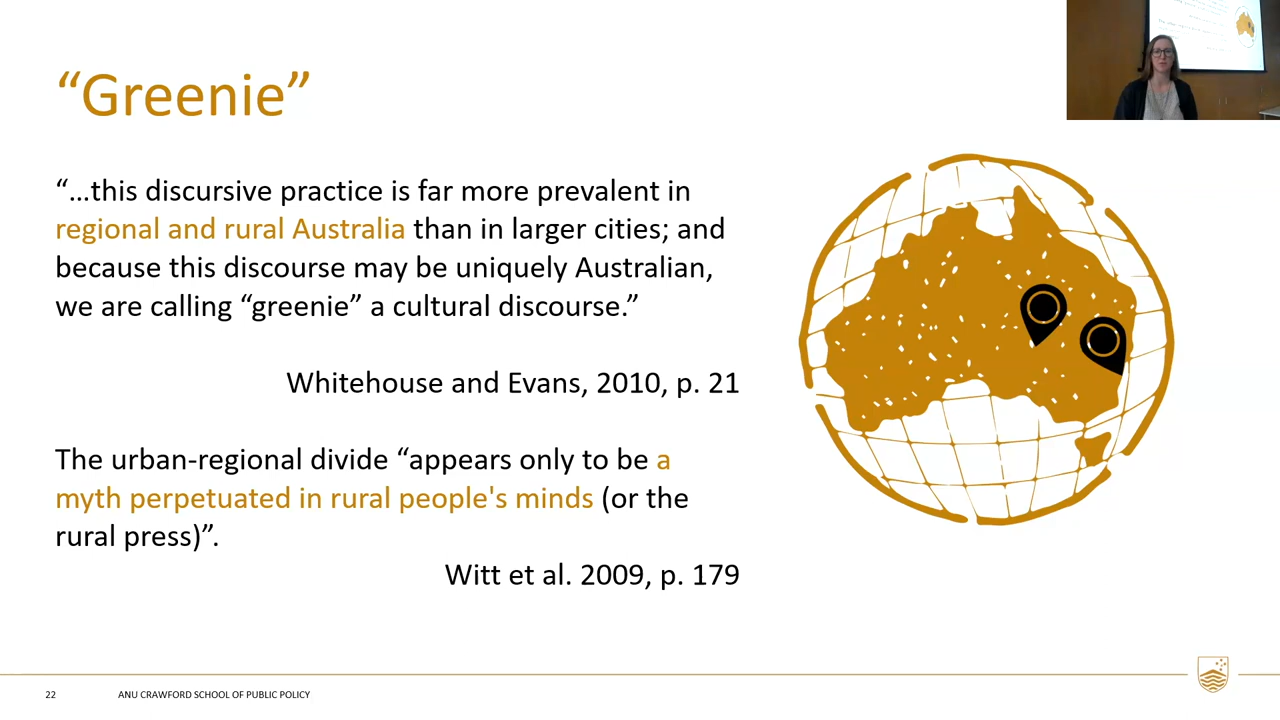 “Greenie”
“…this discursive practice is far more prevalent in
regional and rural Australia than in larger cities; and
because this discourse may be uniquely Australian,
we are calling “greenie” a cultural discourse.”
Whitehouse and Evans, 2010, p. 21
The urban-regional divide “appears only to be a
myth perpetuated in rural people's minds (or the
rural press)”.
Witt et al. 2009, p. 179
22
ANU CRAWFORD SCHOOL OF PUBLIC POLICY